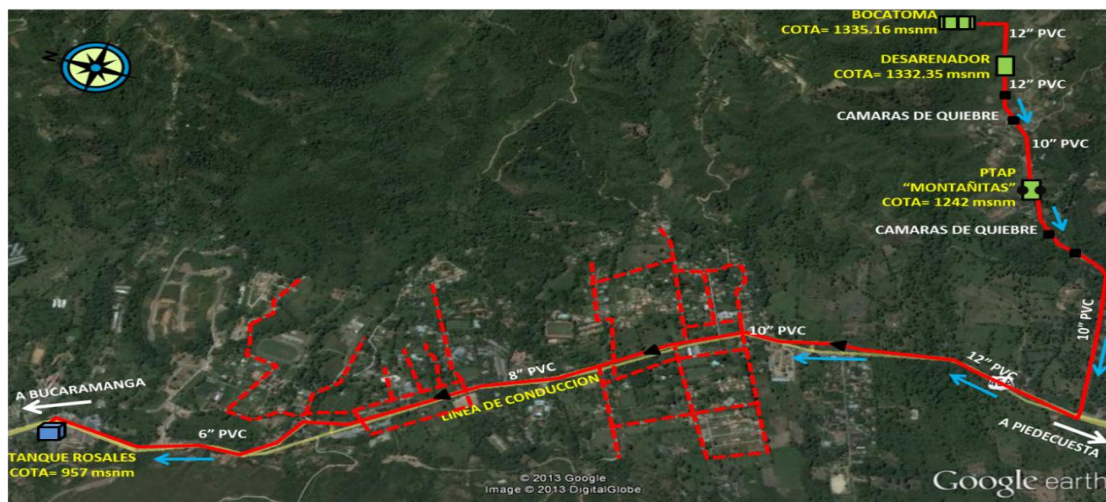 BOCATOMA
COTA= 1335.16 msnm
12” PVC
DESARENADOR
COTA= 1332.35 msnm
12” PVC
CAMARAS DE QUIEBRE
10” PVC
PTAP
“MONTAÑITAS”
COTA= 1242 msnm
CAMARAS DE QUIEBRE
10” PVC
10” PVC
12” PVC
8” PVC
LINEA DE CONDUCCION
A BUCARAMANGA
6” PVC
A PIEDECUESTA
TANQUE ROSALES
COTA= 957 msnm
© 2013 Google
Image © 2013 DigitalGlobe
Google earth
N